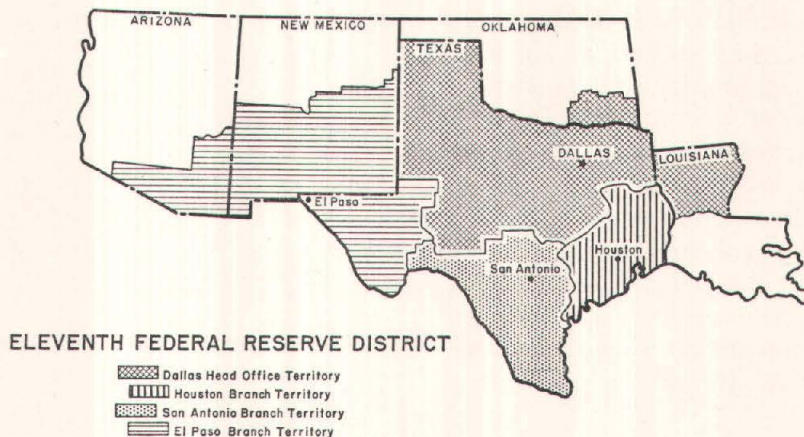 ARIZONA
NEW MEXICO
OKLAHOMA
TEXAS
DALLAS
LOUISIANA
El Paso
Houston
San Antonio
ELEVENTH FEDERAL RESERVE DISTRICT
Dallas Head Office Territory
Houston Branch Territory
San Antonio Branch Territory
El Paso Branch Territory